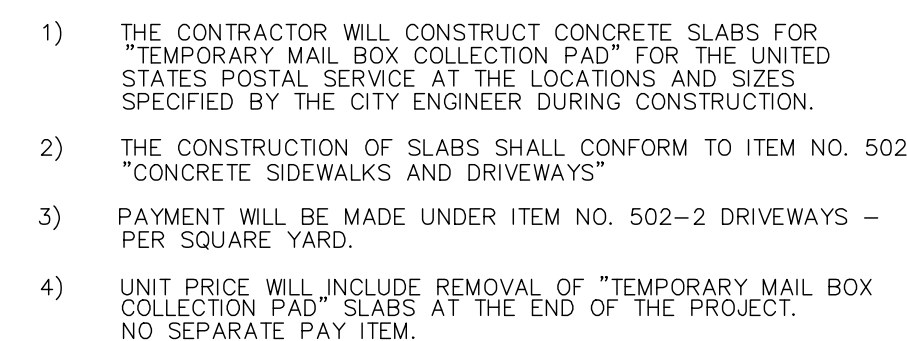 1) THE CONTRACTOR WILL CONSTRUCT CONCRETE SLABS FOR
"TEMPORARY MAIL BOX COLLECTION PAD" FOR THE UNITED
STATES POSTAL SERVICE AT THE LOCATIONS AND SIZES
SPECIFIED BY THE CITY ENGINEER DURING CONSTRUCTION.
2) THE CONSTRUCTION OF SLABS SHALL CONFORM TO ITEM NO. 502
"CONCRETE SIDEWALKS AND DRIVEWAYS"
3) PAYMENT WILL BE MADE UNDER ITEM NO. 502–2 DRIVEWAYS –
PER SQUARE YARD.
4) UNIT PRICE WILL INCLUDE REMOVAL OF "TEMPORARY MAIL BOX
COLLECTION PAD" SLABS AT THE END OF THE PROJECT.
NO SEPARATE PAY ITEM.